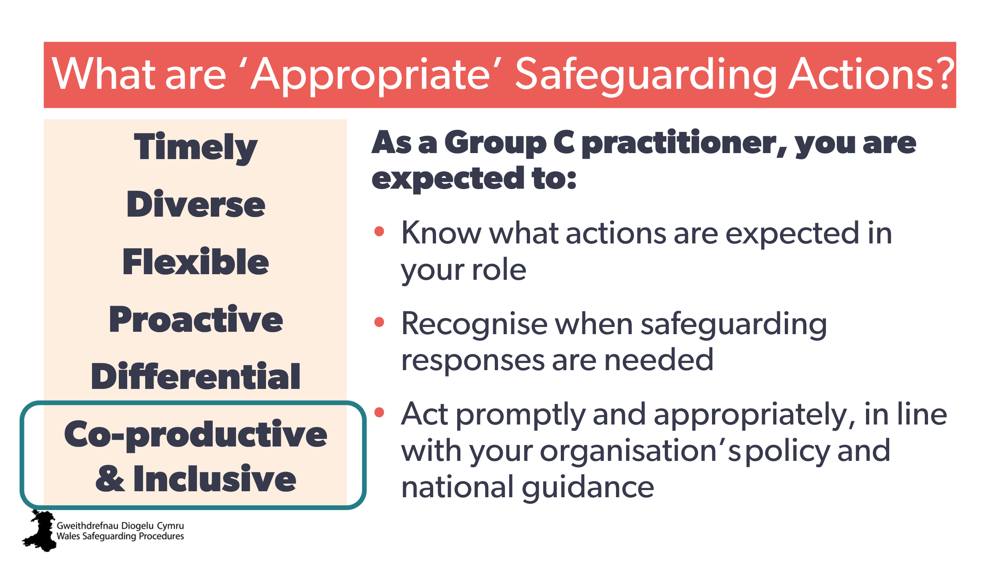 What are ‘Appropriate’ Safeguarding Actions?
Timely
Diverse
Flexible
Proactive
Differential
Co-productive
& Inclusive
As a Group C practitioner, you are
expected to:
• Know what actions are expected in
your role
• Recognise when safeguarding
responses are needed
• Act promptly and appropriately, in line
with your organisation’s policy and
national guidance
Gweithdrefnau Diogelu Cymru
Wales Safeguarding Procedures